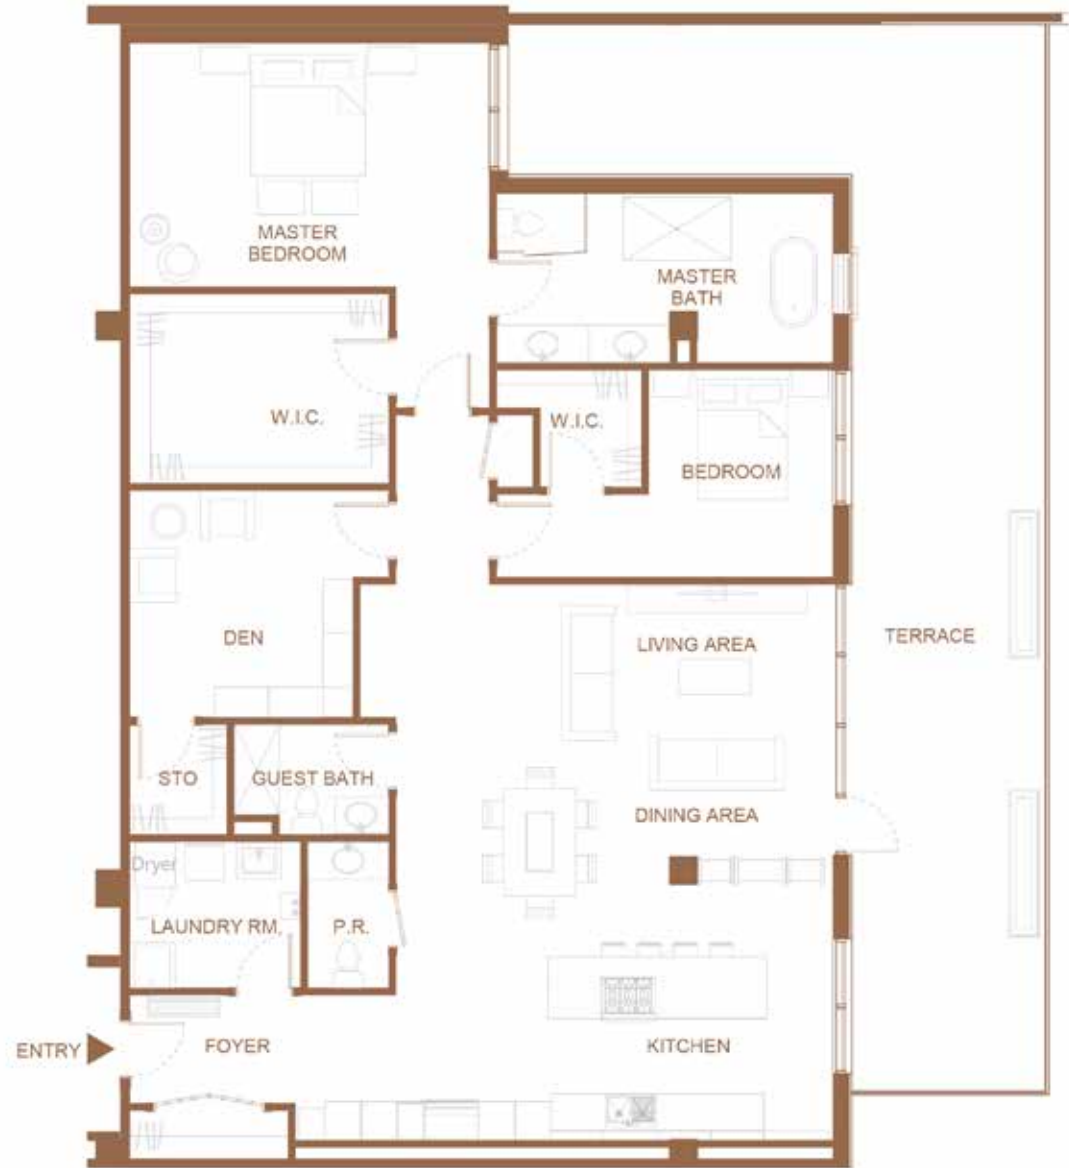 MASTER
BEDROOM
MASTER
BATH
W.I.C.
W.I.C.
BEDROOM
DEN
LIVING AREA
TERRACE
STO
GUEST BATH
DINING AREA
Dryer
LAUNDRY RM.
P.R.
ENTRY
FOYER
KITCHEN